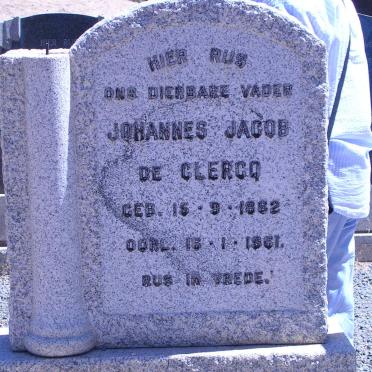 HIER RUS
ONS DIERBARE VADER
JOHANNES JACOB
DE CLERCQ
GEB. 15-9-1882
OORL. 15-1-1961.
RUS IN VREDE.